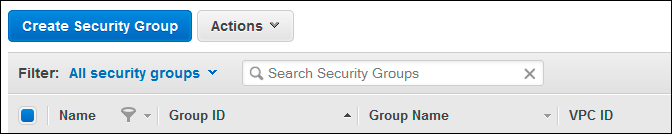 Create Security Group Actions
Filter: All security groups Search Security Groups
Name Group ID Group Name VPC ID